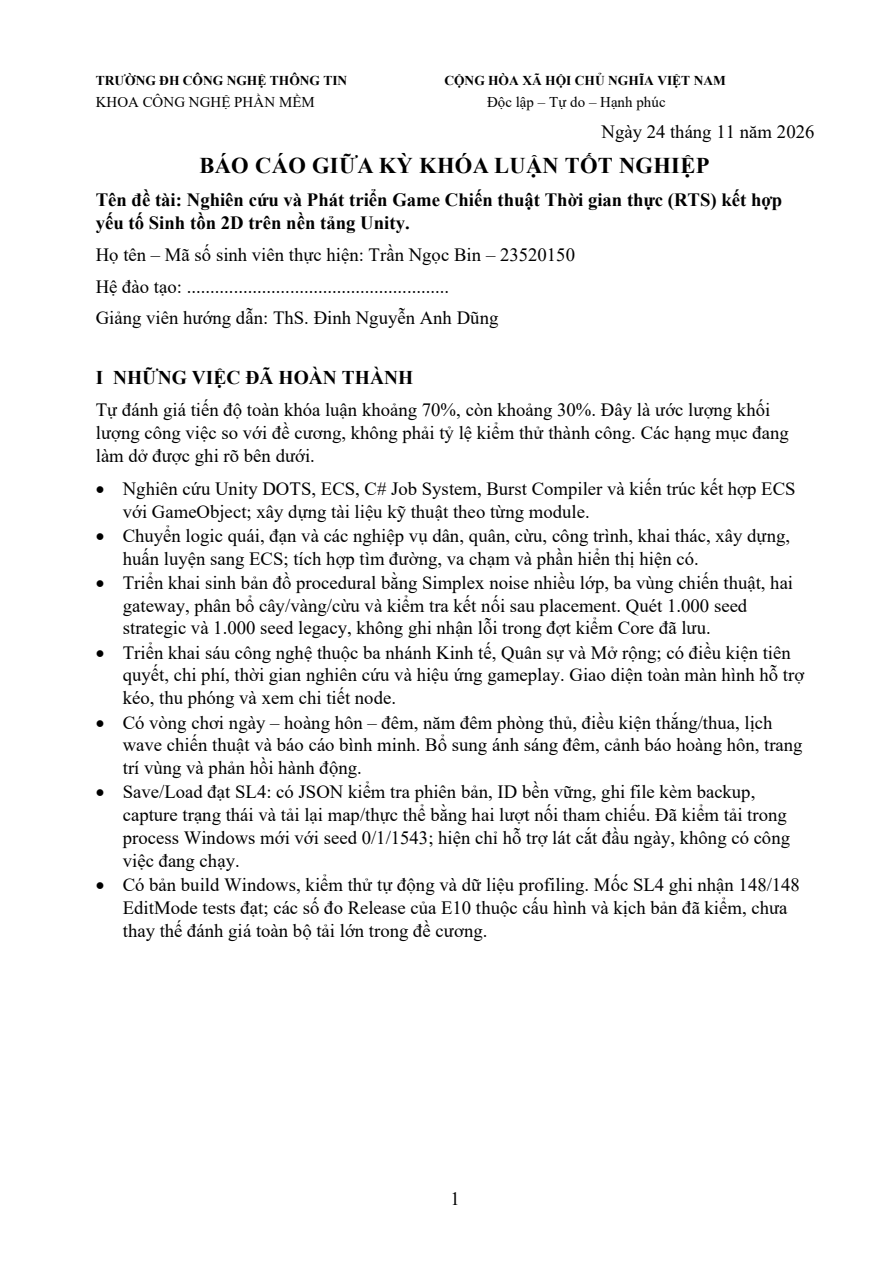 TRƯỜNG ĐH CÔNG NGHỆ THÔNG TIN
KHOA CÔNG NGHỆ PHẦN MỀM
CỘNG HÒA XÃ HỘI CHỦ NGHĨA VIỆT NAM
Độc lập – Tự do – Hạnh phúc
Ngày 24 tháng 11 năm 2026
BÁO CÁO GIỮA KỲ KHÓA LUẬN TỐT NGHIỆP
Tên đề tài: Nghiên cứu và Phát triển Game Chiến thuật Thời gian thực (RTS) kết hợp
yếu tố Sinh tồn 2D trên nền tảng Unity.
Họ tên – Mã số sinh viên thực hiện: Trần Ngọc Bin – 23520150
Hệ đào tạo: ........................................................
Giảng viên hướng dẫn: ThS. Đinh Nguyễn Anh Dũng
I NHỮNG VIỆC ĐÃ HOÀN THÀNH
Tự đánh giá tiến độ toàn khóa luận khoảng 70%, còn khoảng 30%. Đây là ước lượng khối
lượng công việc so với đề cương, không phải tỷ lệ kiểm thử thành công. Các hạng mục đang
làm dở được ghi rõ bên dưới.
• Nghiên cứu Unity DOTS, ECS, C# Job System, Burst Compiler và kiến trúc kết hợp ECS
với GameObject; xây dựng tài liệu kỹ thuật theo từng module.
• Chuyển logic quái, đạn và các nghiệp vụ dân, quân, cừu, công trình, khai thác, xây dựng,
huấn luyện sang ECS; tích hợp tìm đường, va chạm và phần hiển thị hiện có.
• Triển khai sinh bản đồ procedural bằng Simplex noise nhiều lớp, ba vùng chiến thuật, hai
gateway, phân bổ cây/vàng/cừu và kiểm tra kết nối sau placement. Quét 1.000 seed
strategic và 1.000 seed legacy, không ghi nhận lỗi trong đợt kiểm Core đã lưu.
• Triển khai sáu công nghệ thuộc ba nhánh Kinh tế, Quân sự và Mở rộng; có điều kiện tiên
quyết, chi phí, thời gian nghiên cứu và hiệu ứng gameplay. Giao diện toàn màn hình hỗ trợ
kéo, thu phóng và xem chi tiết node.
• Có vòng chơi ngày – hoàng hôn – đêm, năm đêm phòng thủ, điều kiện thắng/thua, lịch
wave chiến thuật và báo cáo bình minh. Bổ sung ánh sáng đêm, cảnh báo hoàng hôn, trang
trí vùng và phản hồi hành động.
• Save/Load đạt SL4: có JSON kiểm tra phiên bản, ID bền vững, ghi file kèm backup,
capture trạng thái và tải lại map/thực thể bằng hai lượt nối tham chiếu. Đã kiểm tải trong
process Windows mới với seed 0/1/1543; hiện chỉ hỗ trợ lát cắt đầu ngày, không có công
việc đang chạy.
• Có bản build Windows, kiểm thử tự động và dữ liệu profiling. Mốc SL4 ghi nhận 148/148
EditMode tests đạt; các số đo Release của E10 thuộc cấu hình và kịch bản đã kiểm, chưa
thay thế đánh giá toàn bộ tải lớn trong đề cương.
1